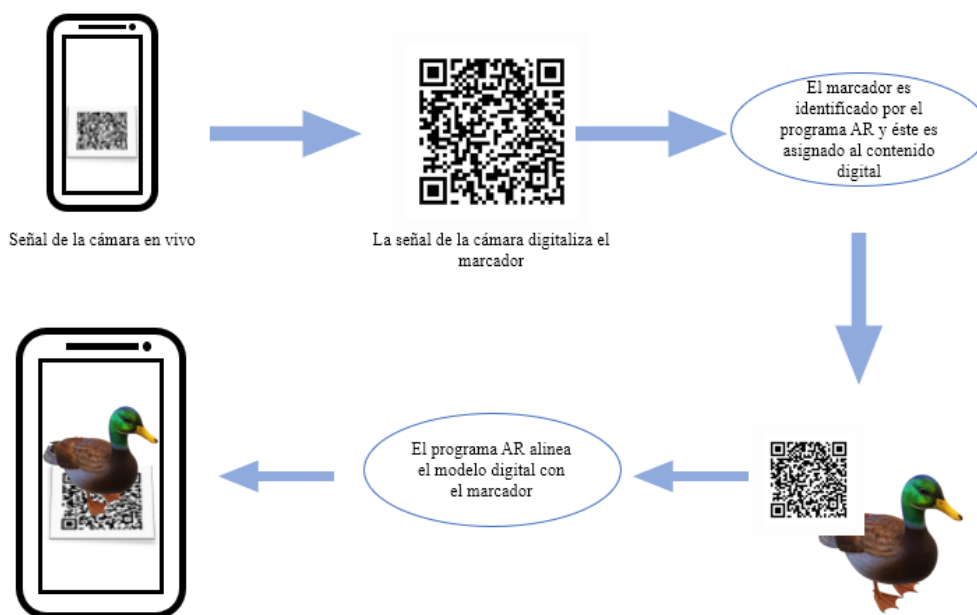 Señal de la cámara en vivo
La señal de la cámara digitaliza el
marcador
El marcador es
identificado por el
programa AR y éste es
asignado al contenido
digital
El programa AR alinea
el modelo digital con
el marcador